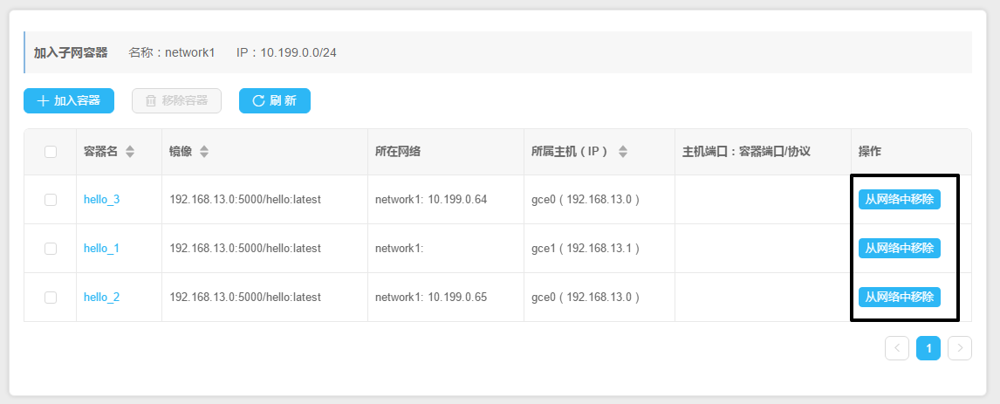 加入子网容器 名称：network1 IP：10.199.0.0/24
加入容器 移除容器 刷 新
容器名 镜像 所在网络 所属主机（IP） 主机端口：容器端口/协议 操作
hello_3 192.168.13.0:5000/hello:latest network1: 10.199.0.64 gce0 ( 192.168.13.0 ) 从网络中移除
hello_1 192.168.13.0:5000/hello:latest network1: gce1 ( 192.168.13.1 ) 从网络中移除
hello_2 192.168.13.0:5000/hello:latest network1: 10.199.0.65 gce0 ( 192.168.13.0 ) 从网络中移除
1